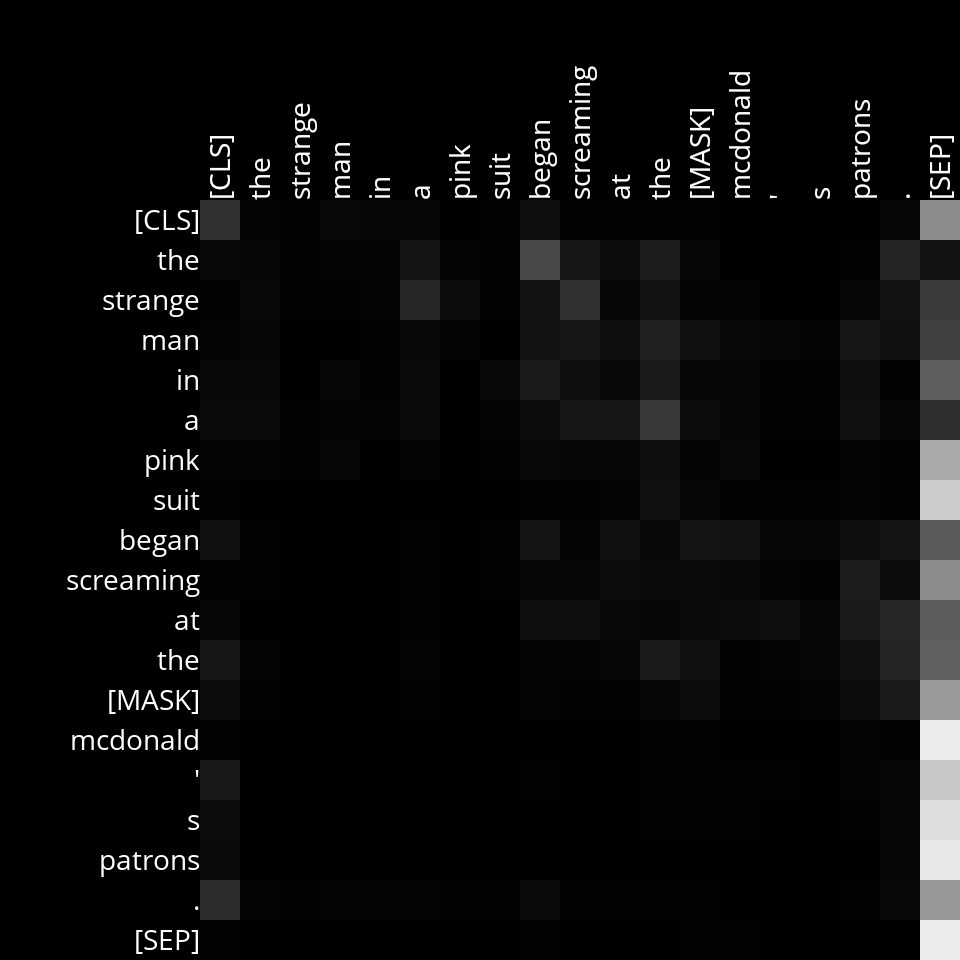 [CLS] the strange man in a pink suit began screaming at the [MASK] mcdonald ' s patrons . [SEP]
[CLS]
the
strange
man
in
a
pink
suit
began
screaming
at
the
[MASK]
mcdonald
'
s
patrons
.
[SEP]